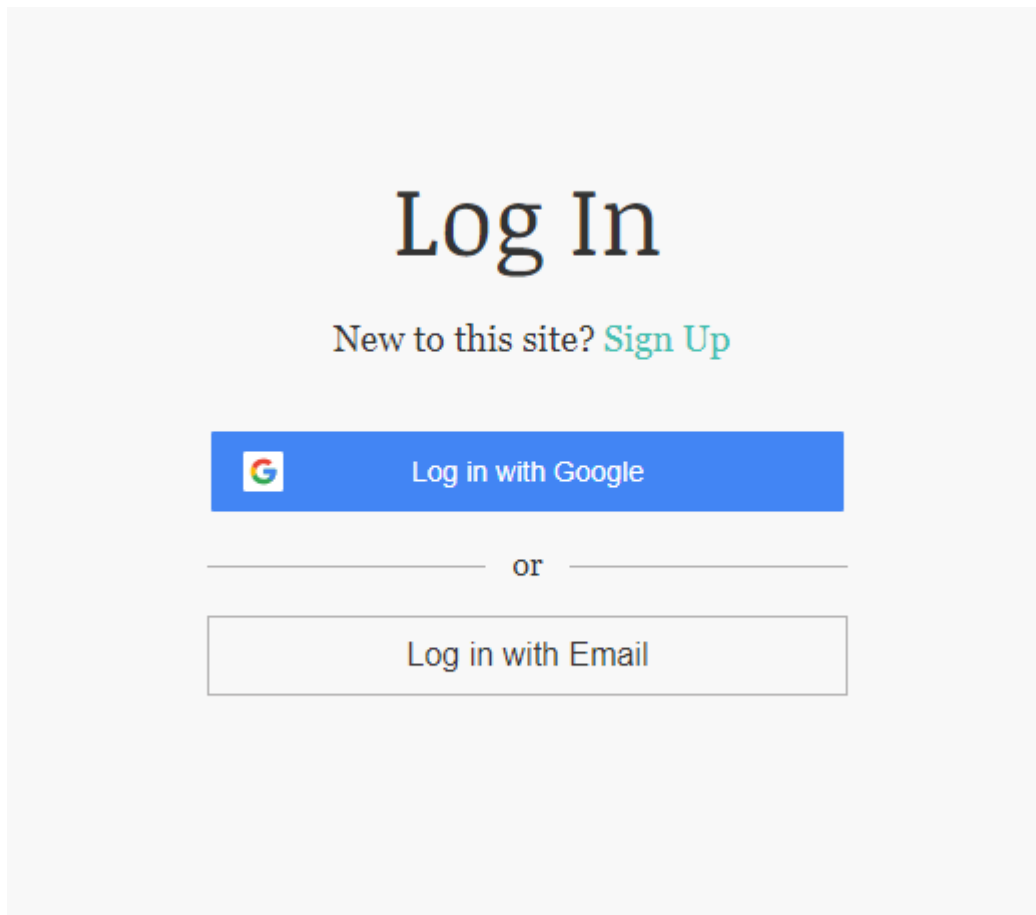 Log In
New to this site? Sign Up
G Log in with Google
or
Log in with Email